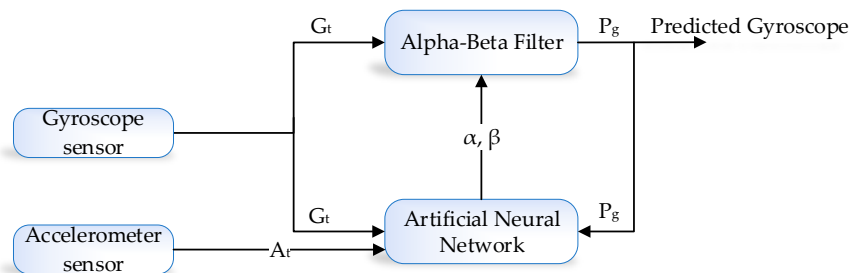 Gt
Alpha-Beta Filter
Pg
Predicted Gyroscope
Gyroscope
sensor
α, β
Gt
Artificial Neural
Network
Pg
Accelerometer
sensor
At